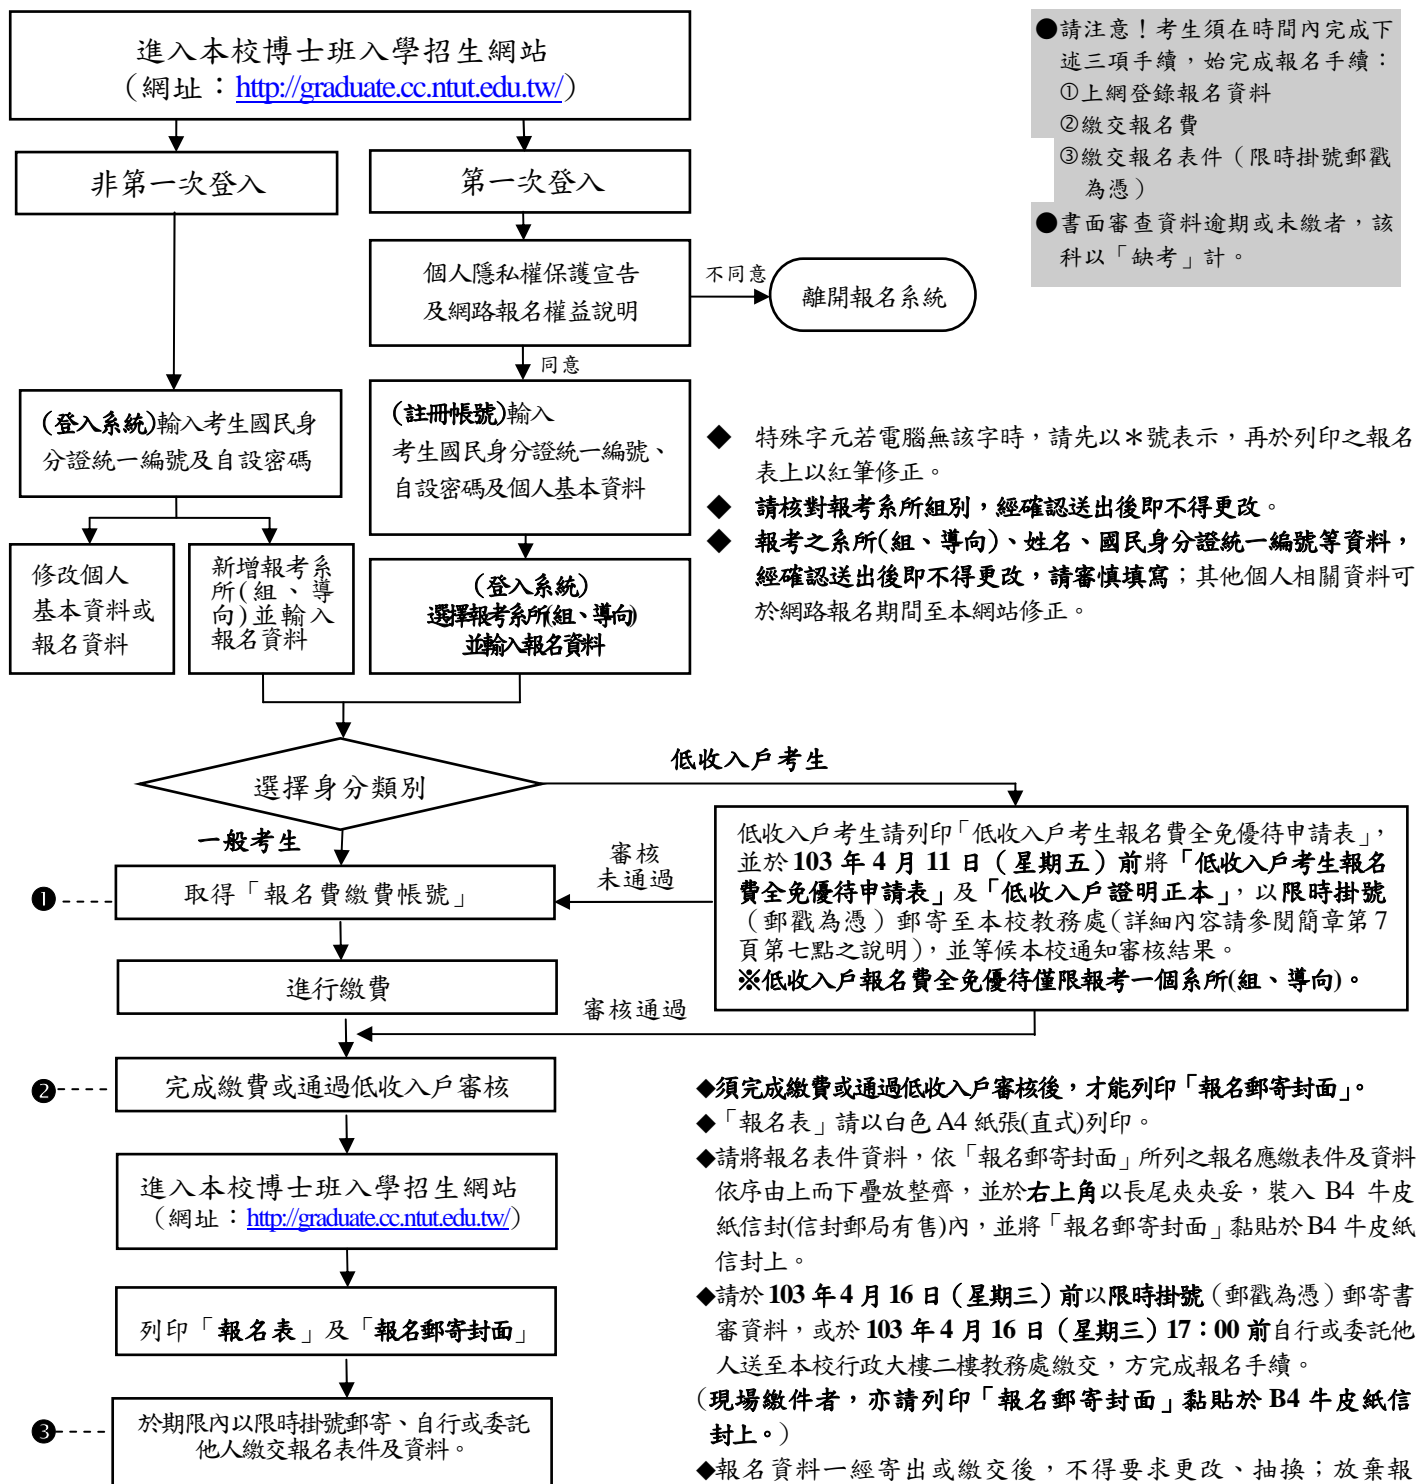 進入本校博士班入學招生網站
（網址：http://graduate.cc.ntut.edu.tw/）
●請注意！考生須在時間內完成下
述三項手續，始完成報名手續：
①上網登錄報名資料
②繳交報名費
③繳交報名表件（限時掛號郵戳
為憑）
●書面審查資料逾期或未繳者，該
科以「缺考」計。
非第一次登入
第一次登入
個人隱私權保護宣告
及網路報名權益說明
不同意
離開報名系統
同意
(登入系統)輸入考生國民身
分證統一編號及自設密碼
(註冊帳號)輸入
考生國民身分證統一編號、
自設密碼及個人基本資料
◆ 特殊字元若電腦無該字時，請先以＊號表示，再於列印之報名
表上以紅筆修正。
◆ 請核對報考系所組別，經確認送出後即不得更改。
◆ 報考之系所(組、導向)、姓名、國民身分證統一編號等資料，
經確認送出後即不得更改，請審慎填寫；其他個人相關資料可
於網路報名期間至本網站修正。
修改個人
基本資料或
報名資料
新增報考系
所(組、導
向)並輸入
報名資料
(登入系統)
選擇報考系所(組、導向)
並輸入報名資料
選擇身分類別
低收入戶考生
一般考生
低收入戶考生請列印「低收入戶考生報名費全免優待申請表」，
並於 103 年 4 月 11 日（星期五）前將「低收入戶考生報名
費全免優待申請表」及「低收入戶證明正本」，以限時掛號
（郵戳為憑）郵寄至本校教務處(詳細內容請參閱簡章第 7
頁第七點之說明)，並等候本校通知審核結果。
※低收入戶報名費全免優待僅限報考一個系所(組、導向)。
審核
未通過
❶
取得「報名費繳費帳號」
進行繳費
審核通過
❷
完成繳費或通過低收入戶審核
進入本校博士班入學招生網站
（網址：http://graduate.cc.ntut.edu.tw/）
列印「報名表」及「報名郵寄封面」
❸
於期限內以限時掛號郵寄、自行或委託
他人繳交報名表件及資料。
◆須完成繳費或通過低收入戶審核後，才能列印「報名郵寄封面」。
◆「報名表」請以白色 A4 紙張(直式)列印。
◆請將報名表件資料，依「報名郵寄封面」所列之報名應繳表件及資料
依序由上而下疊放整齊，並於右上角以長尾夾夾妥，裝入 B4 牛皮
紙信封(信封郵局有售)內，並將「報名郵寄封面」黏貼於 B4 牛皮紙
信封上。
◆請於 103 年 4 月 16 日（星期三）前以限時掛號（郵戳為憑）郵寄書
審資料，或於 103 年 4 月 16 日（星期三）17：00 前自行或委託他
人送至本校行政大樓二樓教務處繳交，方完成報名手續。
（現場繳件者，亦請列印「報名郵寄封面」黏貼於 B4 牛皮紙信
封上。）
◆報名資料一經寄出或繳交後，不得要求更改、抽換；放棄報